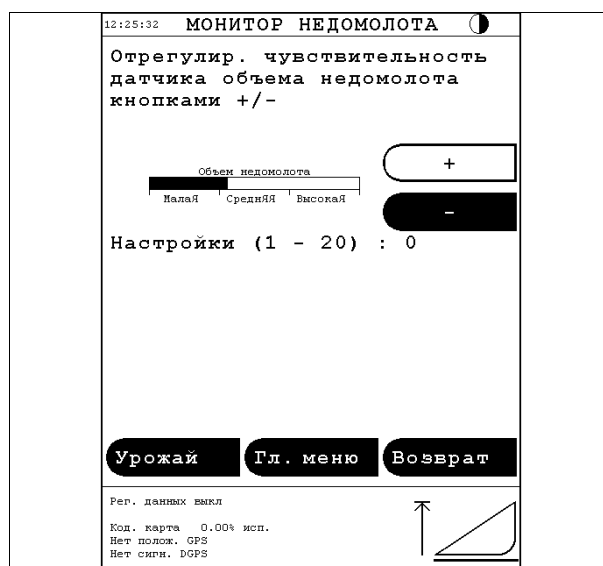 12:25:32 МОНИТОР НЕДОМОЛОТА
Отрегулир. чувствительность
датчика объема недомолота
кнопками +/-
+
Объем недомолота
МалаЯ СреднЯЯ ВысокаЯ
-
Настройки (1 - 20) : 0
Урожай Гл. меню Возврат
Рег. данных выкл
Код. карта 0.00% исп.
Нет полож. GPS
Нет сигн. DGPS